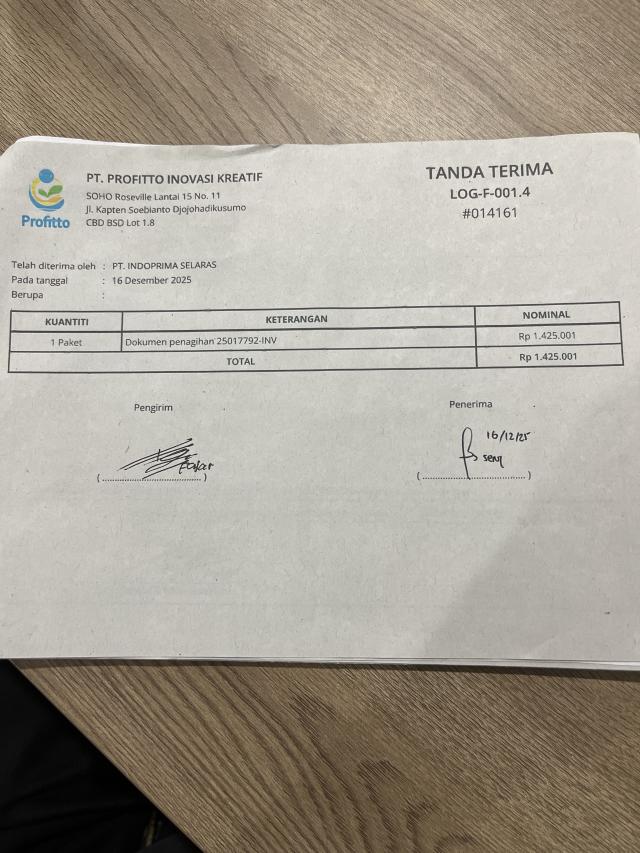 PT. PROFITTO INOVASI KREATIF
SOHO Roseville Lantai 15 No. 11
Jl. Kapten Soebianto Djojohadikusumo
CBD BSD Lot 1.8
Profitto
TANDA TERIMA
LOG-F-001.4
#014161
Telah diterima oleh : PT. INDOPRIMA SELARAS
Pada tanggal : 16 Desember 2025
Berupa :
KUANTITI KETERANGAN NOMINAL
1 Paket Dokumen penagihan 25017792-INV Rp 1.425.001
TOTAL Rp 1.425.001
Pengirim Penerima
16/12/25
(..............................) (..............................)